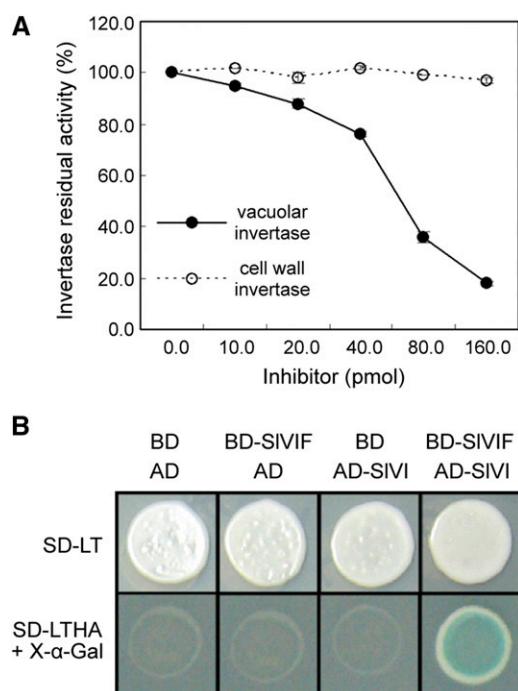 A
Invertase residual activity (%)
120.0
100.0
80.0
60.0
40.0
20.0
0.0
vacuolar
invertase
cell wall
invertase
0.0 10.0 20.0 40.0 80.0 160.0
Inhibitor (pmol)
B
BD BD-SlVIF BD BD-SlVIF
AD AD AD-SlVI AD-SlVI
SD-LT
SD-LTHA
+ X-α-Gal